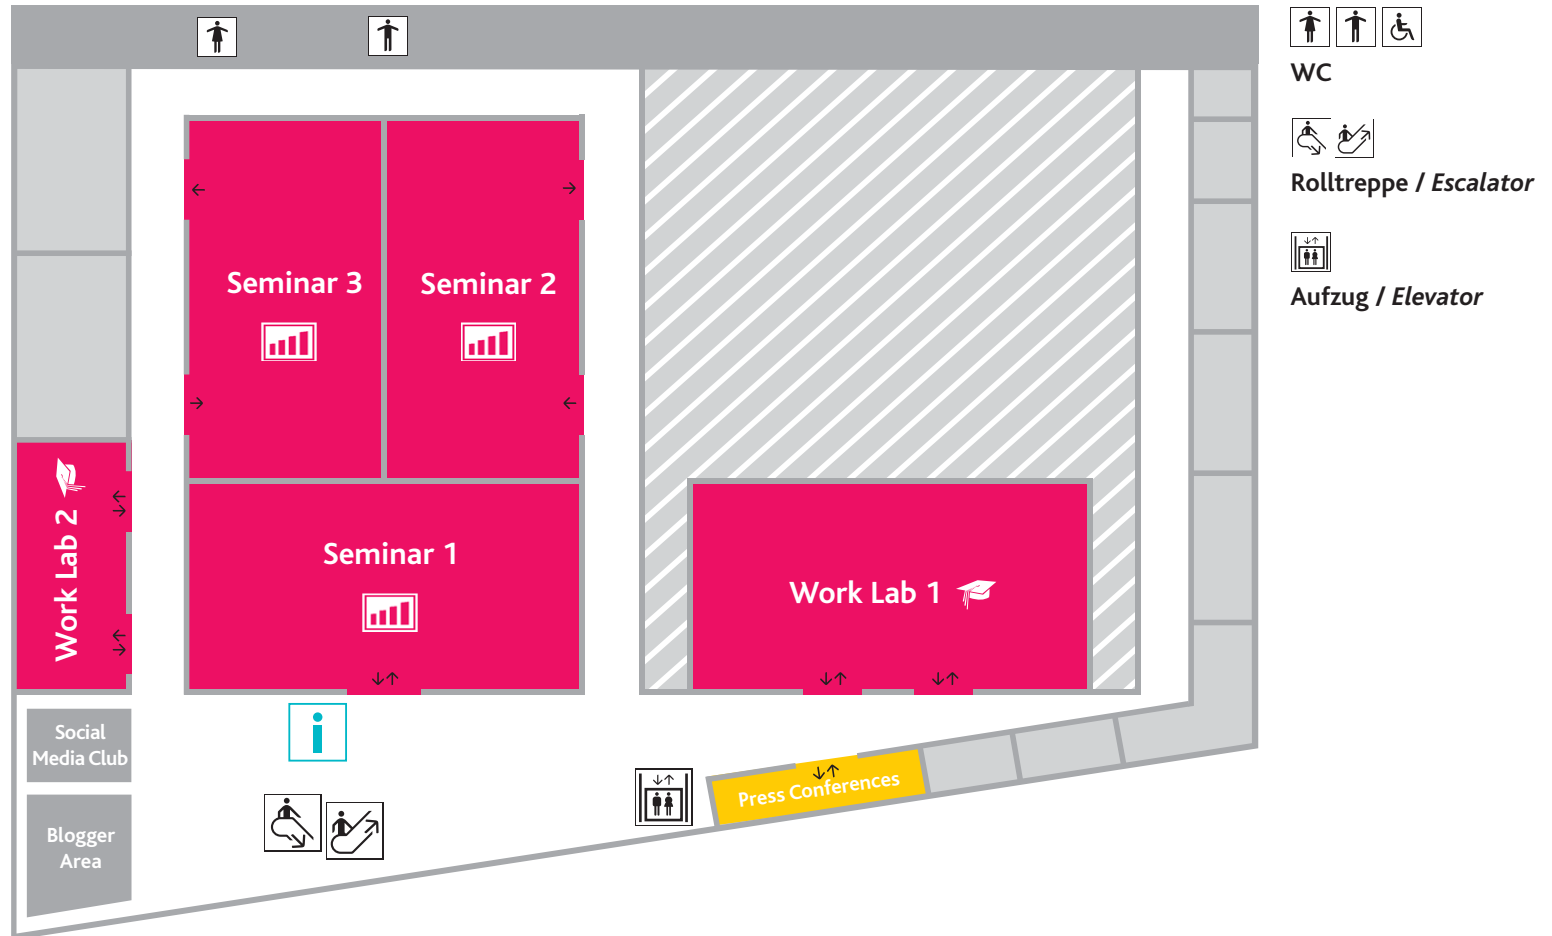 WC
Rolltreppe / Escalator
Aufzug / Elevator
Seminar 3
Seminar 2
Seminar 1
Work Lab 2
Work Lab 1
Social
Media Club
Blogger
Area
i
Press Conferences